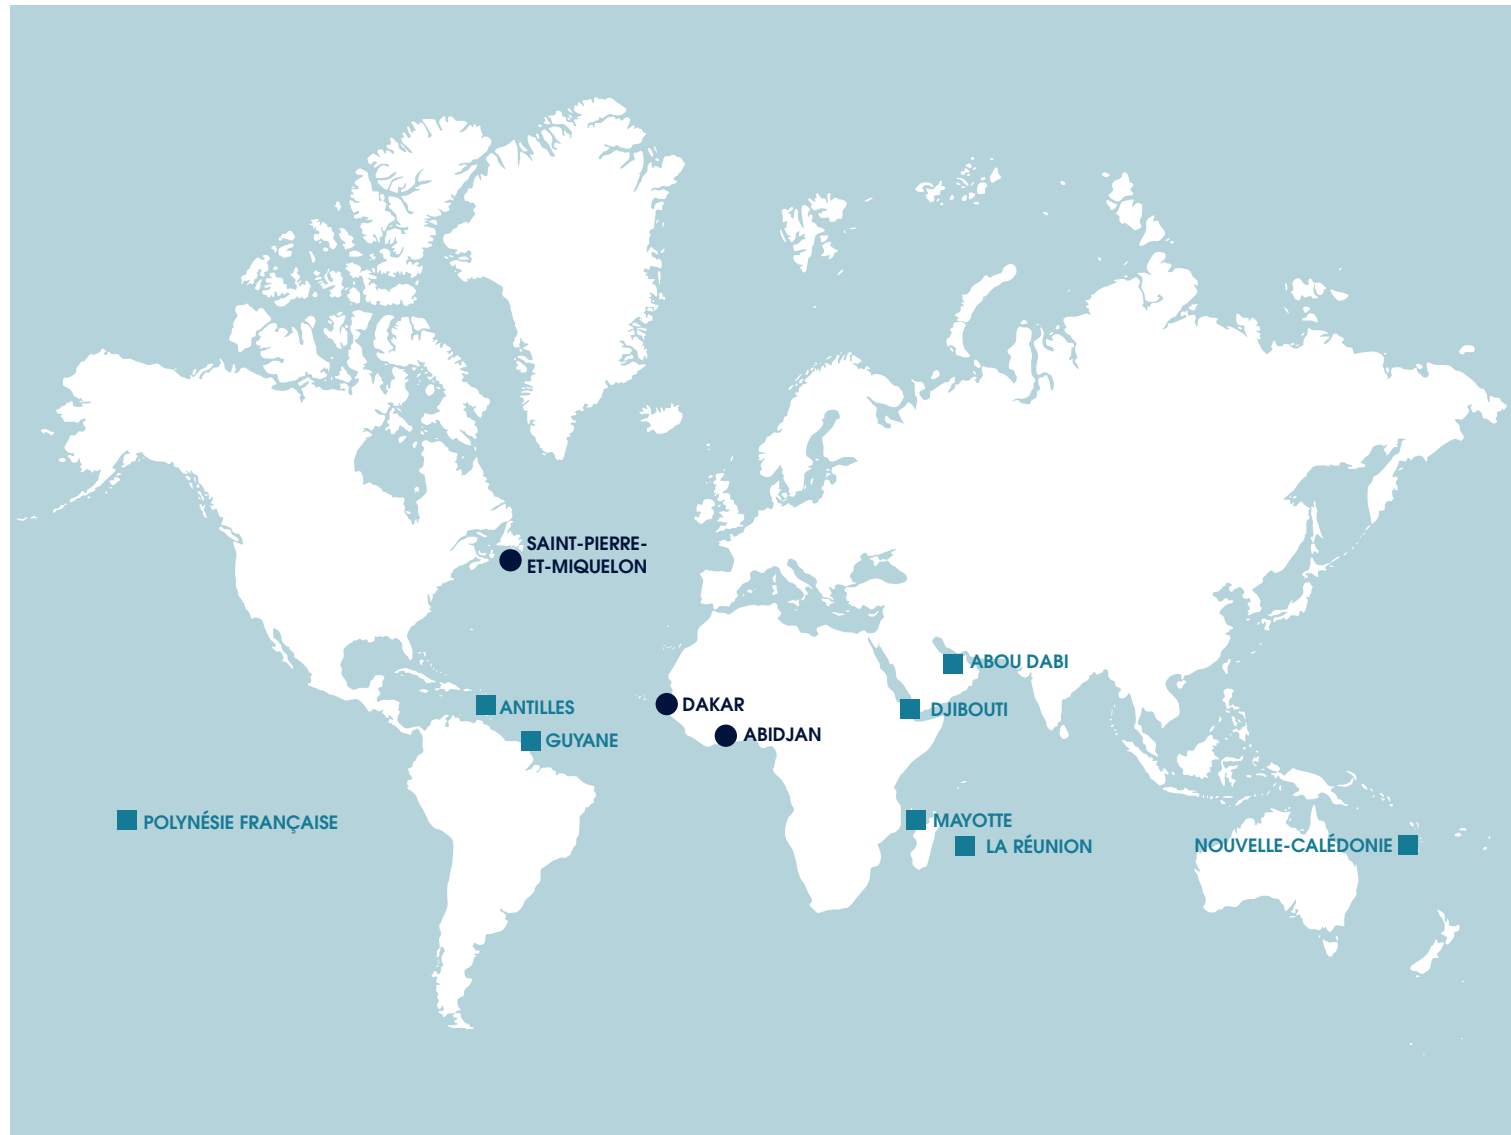 SAINT-PIERRE-
ET-MIQUELON
ABOU DABI
ANTILLES
DAKAR
DJIBOUTI
GUYANE
ABIDJAN
POLYNÉSIE FRANÇAISE
MAYOTTE
LA RÉUNION
NOUVELLE-CALÉDONIE